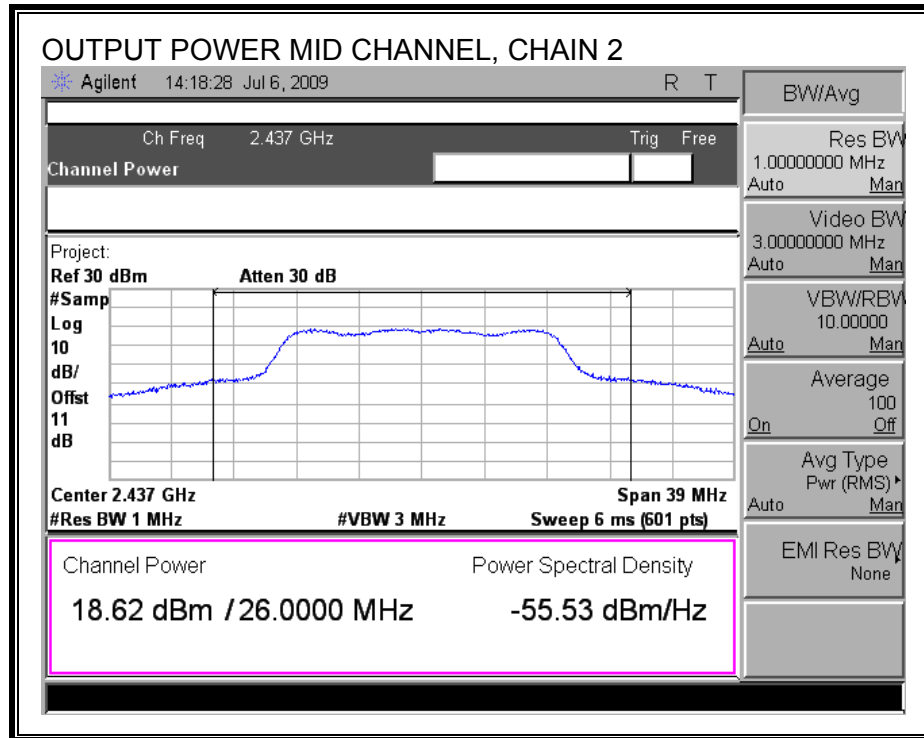 OUTPUT POWER MID CHANNEL, CHAIN 2
Agilent 14:18:28 Jul 6, 2009 R T
Ch Freq 2.437 GHz Trig Free
Channel Power
Project:
Ref 30 dBm Atten 30 dB
#Samp
Log
10
dB/
Offst
11
dB
Center 2.437 GHz Span 39 MHz
#Res BW 1 MHz #VBW 3 MHz Sweep 6 ms (601 pts)
Channel Power Power Spectral Density
18.62 dBm / 26.0000 MHz -55.53 dBm/Hz
BW/Avg
Res BW
1.00000000 MHz
Auto Man
Video BW
3.00000000 MHz
Auto Man
VBW/RBW
10.00000
Auto Man
Average
100
On Off
Avg Type
Pwr (RMS)
Auto Man
EMI Res BW
None